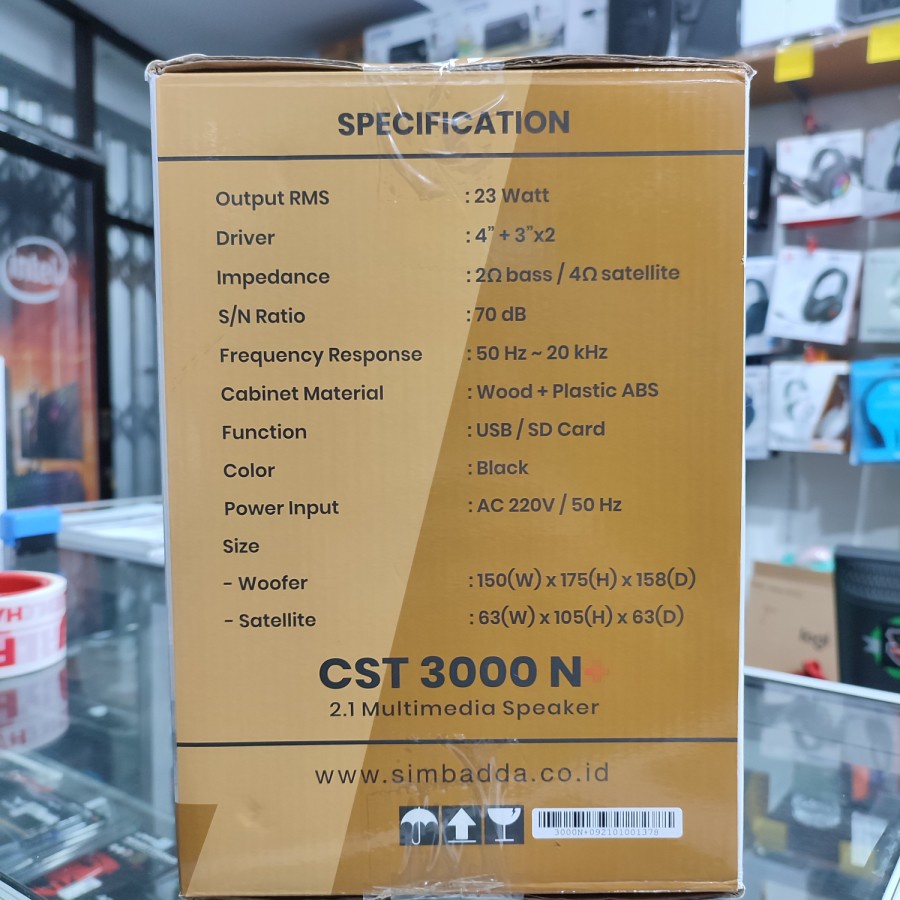 SPECIFICATION
Output RMS : 23 Watt
Driver : 4” + 3”x2
Impedance : 2Ω bass / 4Ω satellite
S/N Ratio : 70 dB
Frequency Response : 50 Hz ~ 20 kHz
Cabinet Material : Wood + Plastic ABS
Function : USB / SD Card
Color : Black
Power Input : AC 220V / 50 Hz
Size
- Woofer : 150(W) x 175(H) x 158(D)
- Satellite : 63(W) x 105(H) x 63(D)
CST 3000 N+
2.1 Multimedia Speaker
www.simbadda.co.id
3000N+092101001378
intel
logi